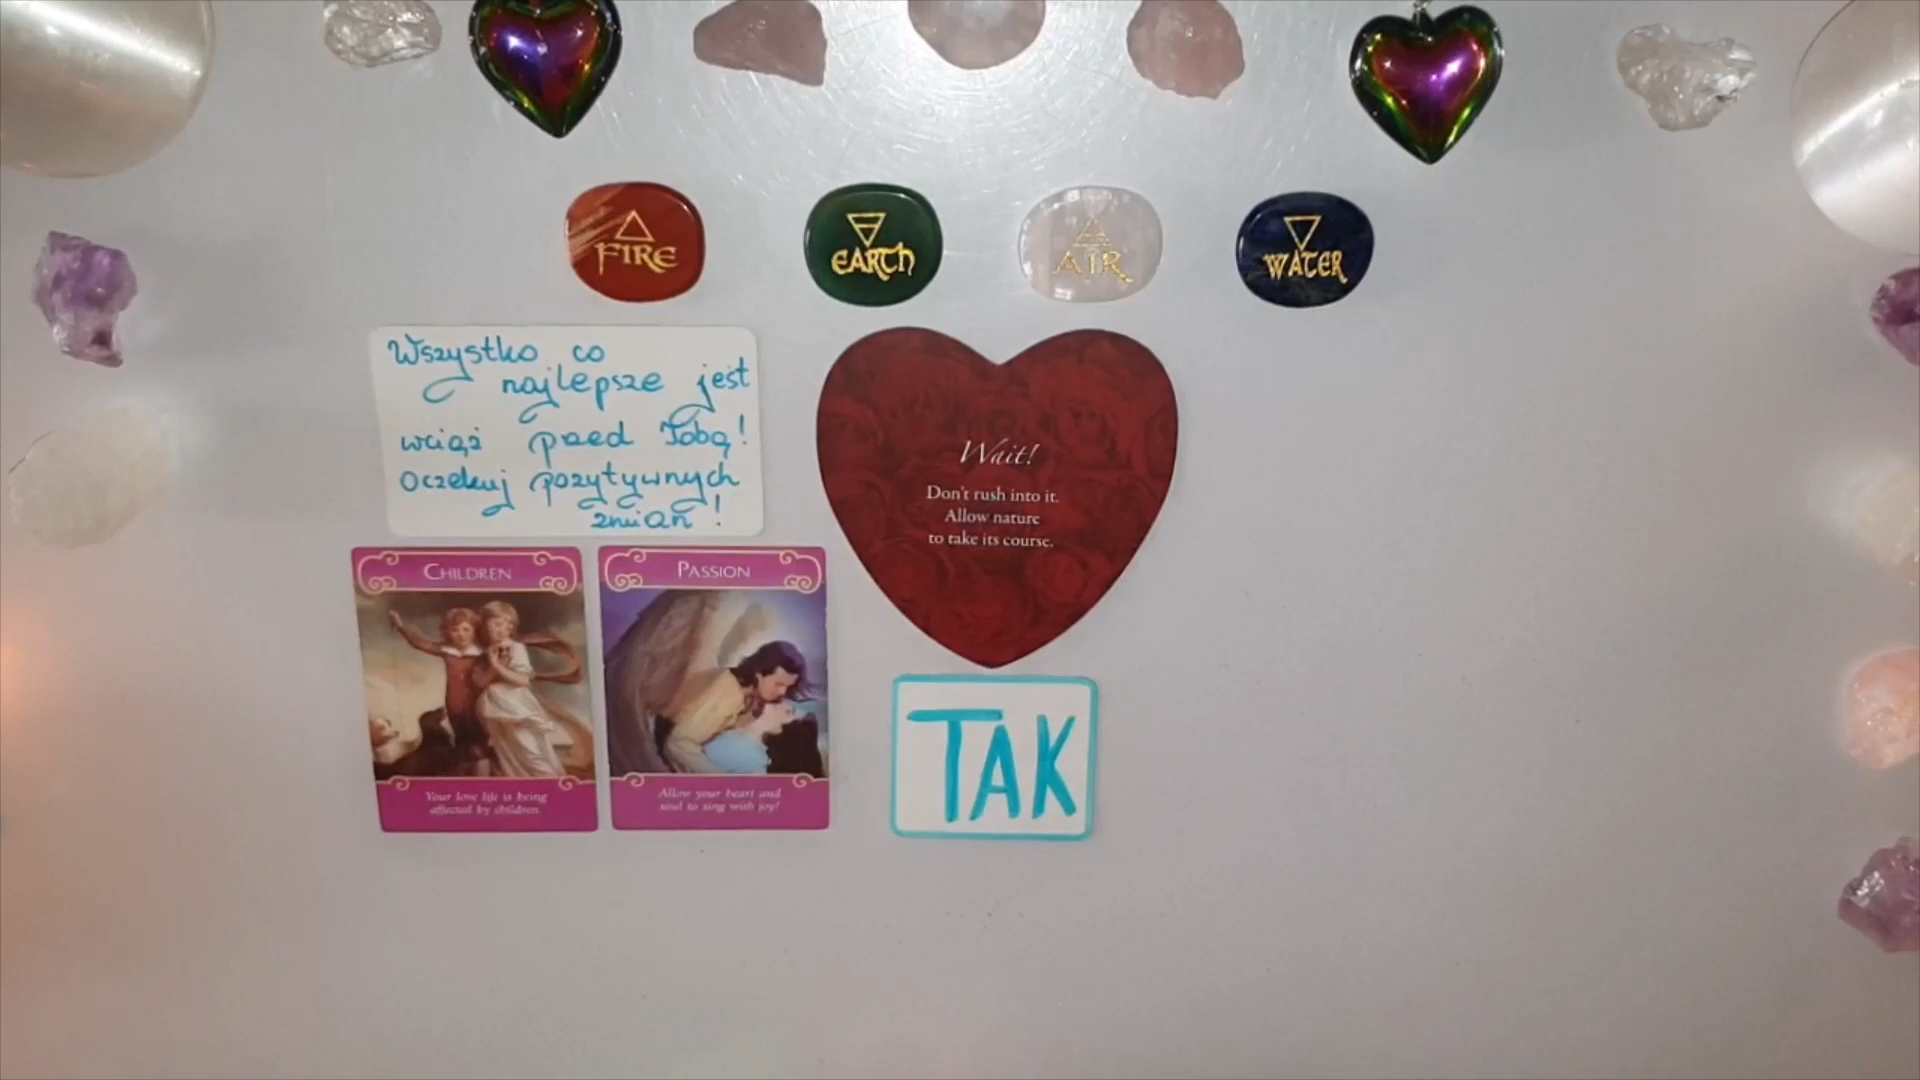 FIRE
EARTH
AIR
WATER
Wszystko co
najlepsze jest
wciąż przed Tobą!
Oczekuj pozytywnych
zmian!
Wait!
Don't rush into it.
Allow nature
to take its course.
CHILDREN
Your love life is being
affected by children.
PASSION
Allow your heart and
soul to sing with joy!
TAK